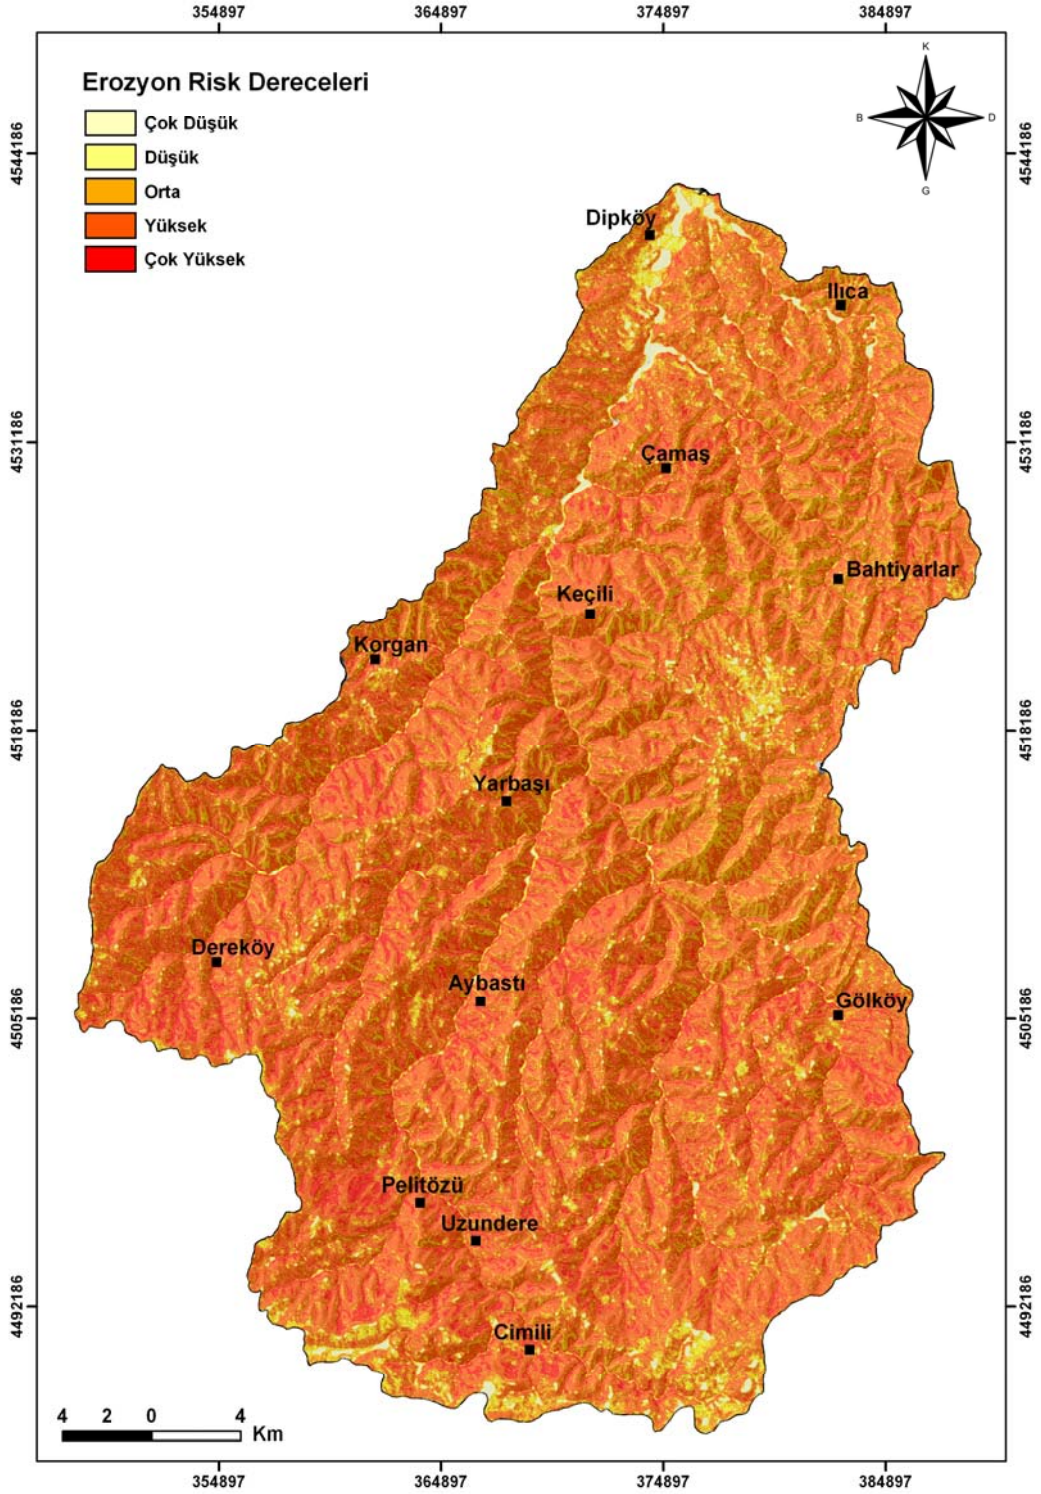 354897 364897 374897 384897
Erozyon Risk Dereceleri
Çok Düşük
Düşük
Orta
Yüksek
Çok Yüksek
K
B D
G
4544186 4544186
Dipköy
Ilıca
4531186 4531186
Çamaş
Bahtiyarlar
Keçili
Korgan
4518186 4518186
Yarbaşı
Dereköy
Aybastı
Gölköy
4505186 4505186
Pelitözü
Uzundere
4492186 4492186
Cimili
4 2 0 4
Km
354897 364897 374897 384897